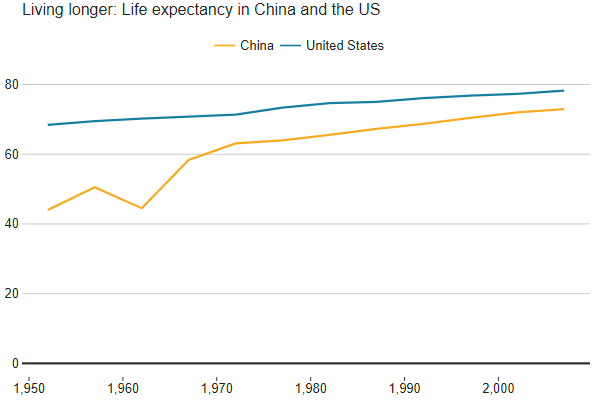 Living longer: Life expectancy in China and the US
China United States
80
60
40
20
0
1,950 1,960 1,970 1,980 1,990 2,000